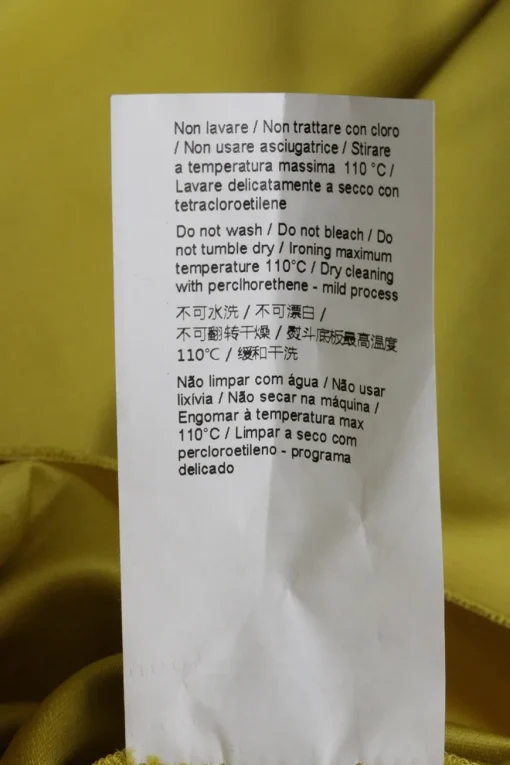 Non lavare / Non trattare con cloro
/ Non usare asciugatrice / Stirare
a temperatura massima 110 °C /
Lavare delicatamente a secco con
tetracloroetilene
Do not wash / Do not bleach / Do
not tumble dry / Ironing maximum
temperature 110°C / Dry cleaning
with perclhorethene - mild process
不可水洗 / 不可漂白 /
不可翻转干燥 / 熨斗底板最高温度
110°C / 缓和干洗
Não limpar com água / Não usar
lixívia / Não secar na máquina /
Engomar à temperatura max
110°C / Limpar a seco com
percloroetileno - programa
delicado